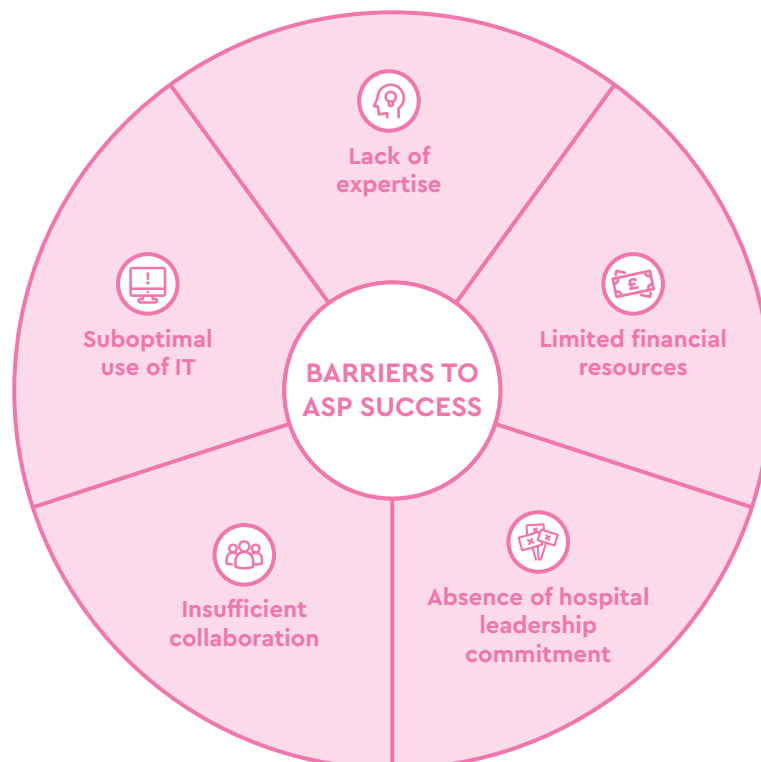 Lack of
expertise
Suboptimal
use of IT
£
Limited financial
resources
BARRIERS TO
ASP SUCCESS
Insufficient
collaboration
Absence of hospital
leadership
commitment